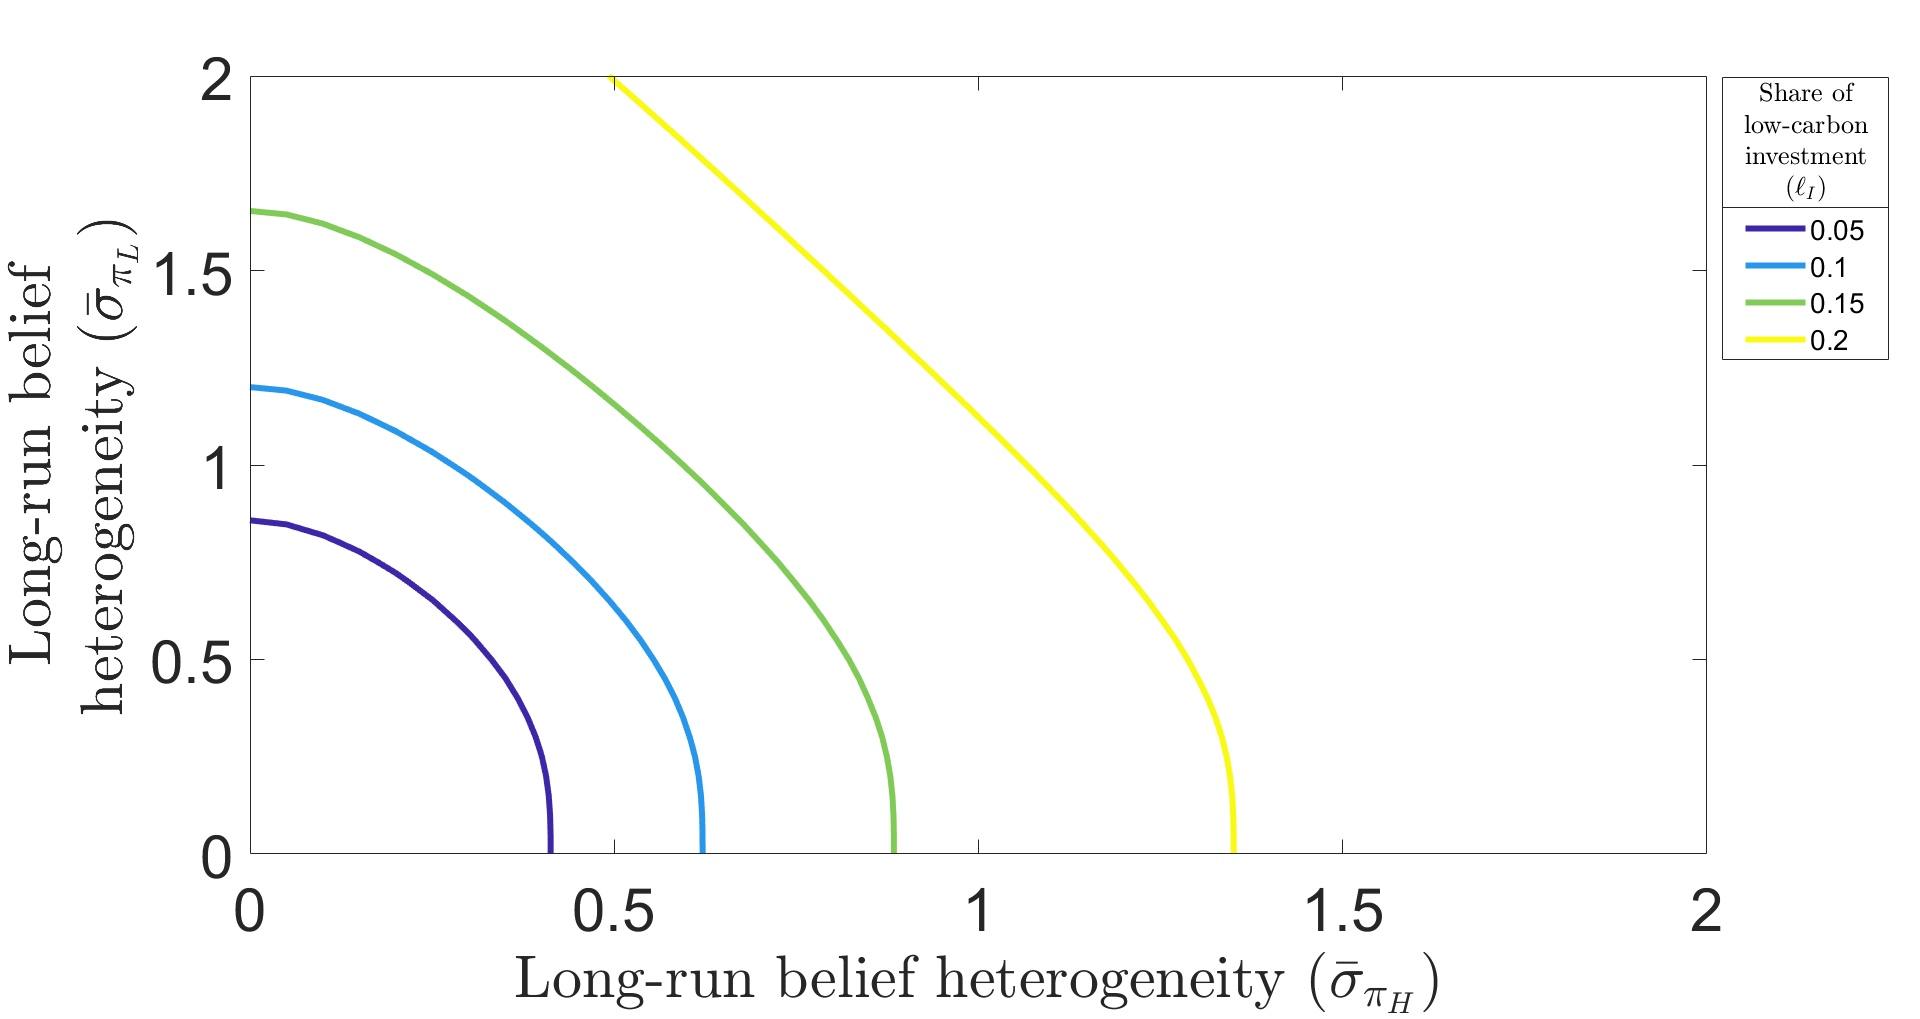 2
1.5
1
0.5
0
0
0.5
1
1.5
2
Long-run belief
heterogeneity (σ̄_{π_L})
Long-run belief heterogeneity (σ̄_{π_H})
Share of
low-carbon
investment
(ℓ_I)
0.05
0.1
0.15
0.2